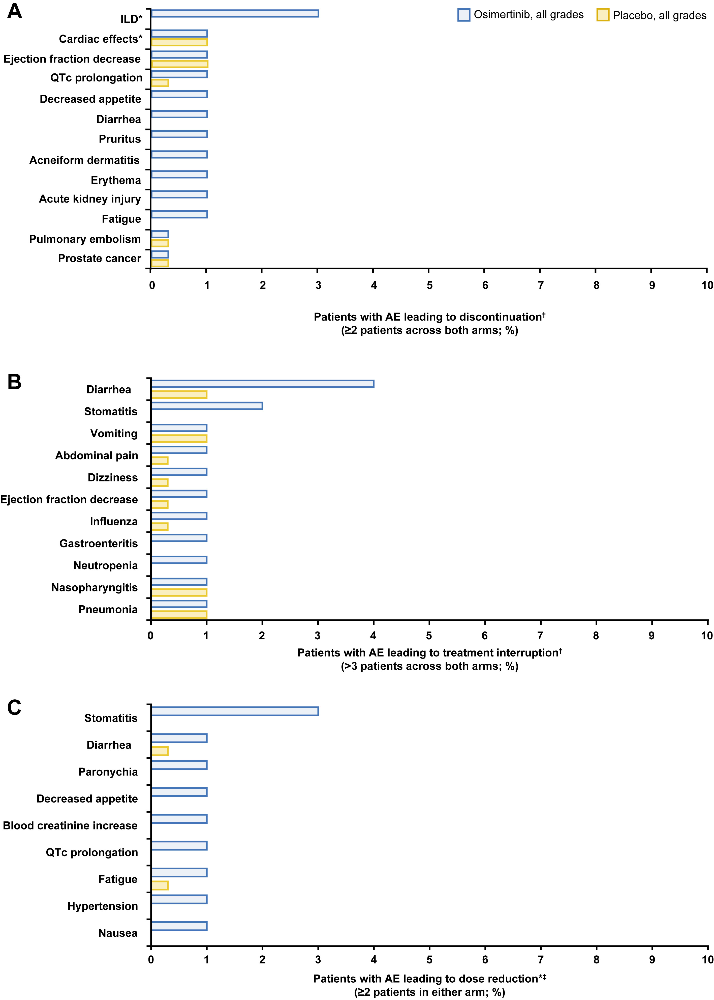 A
Osimertinib, all grades
Placebo, all grades
ILD*
Cardiac effects*
Ejection fraction decrease
QTc prolongation
Decreased appetite
Diarrhea
Pruritus
Acneiform dermatitis
Erythema
Acute kidney injury
Fatigue
Pulmonary embolism
Prostate cancer
0 1 2 3 4 5 6 7 8 9 10
Patients with AE leading to discontinuation†
(≥2 patients across both arms; %)
B
Diarrhea
Stomatitis
Vomiting
Abdominal pain
Dizziness
Ejection fraction decrease
Influenza
Gastroenteritis
Neutropenia
Nasopharyngitis
Pneumonia
0 1 2 3 4 5 6 7 8 9 10
Patients with AE leading to treatment interruption†
(>3 patients across both arms; %)
C
Stomatitis
Diarrhea
Paronychia
Decreased appetite
Blood creatinine increase
QTc prolongation
Fatigue
Hypertension
Nausea
0 1 2 3 4 5 6 7 8 9 10
Patients with AE leading to dose reduction*‡
(≥2 patients in either arm; %)